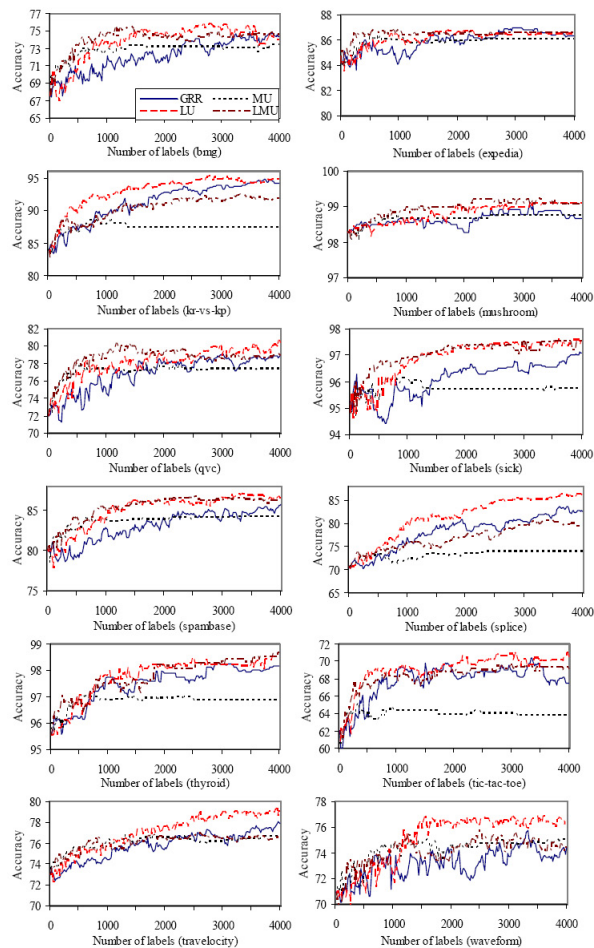 77
75
73
71
69
67
65
Accuracy
GRR
MU
LU
LMU
0 1000 2000 3000 4000
Number of labels (bmg)
88
86
84
82
80
Accuracy
0 1000 2000 3000 4000
Number of labels (expedia)
95
90
85
80
Accuracy
0 1000 2000 3000 4000
Number of labels (kr-vs-kp)
100
99
98
97
Accuracy
0 1000 2000 3000 4000
Number of labels (mushroom)
82
80
78
76
74
72
70
Accuracy
0 1000 2000 3000 4000
Number of labels (qvc)
98
97
96
95
94
Accuracy
0 1000 2000 3000 4000
Number of labels (sick)
85
80
75
Accuracy
0 1000 2000 3000 4000
Number of labels (spambase)
85
80
75
70
65
Accuracy
0 1000 2000 3000 4000
Number of labels (splice)
99
98
97
96
95
Accuracy
0 1000 2000 3000 4000
Number of labels (thyroid)
72
70
68
66
64
62
60
Accuracy
0 1000 2000 3000 4000
Number of labels (tic-tac-toe)
80
78
76
74
72
70
Accuracy
0 1000 2000 3000 4000
Number of labels (travelocity)
78
76
74
72
70
Accuracy
0 1000 2000 3000 4000
Number of labels (waveform)